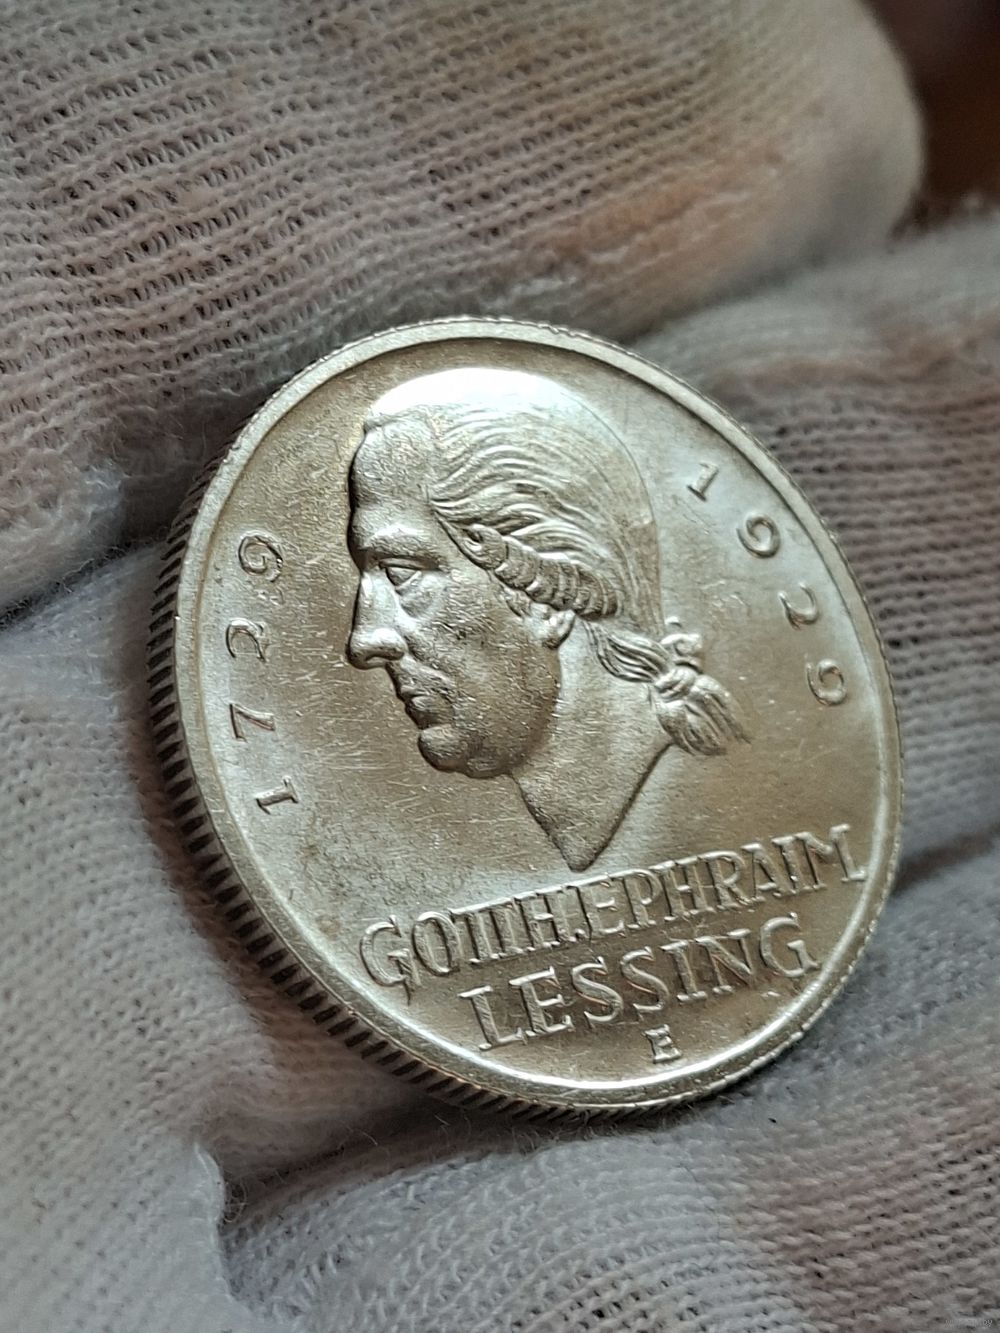 1729
1929
GOTTH.EPHRAIM
LESSING
E